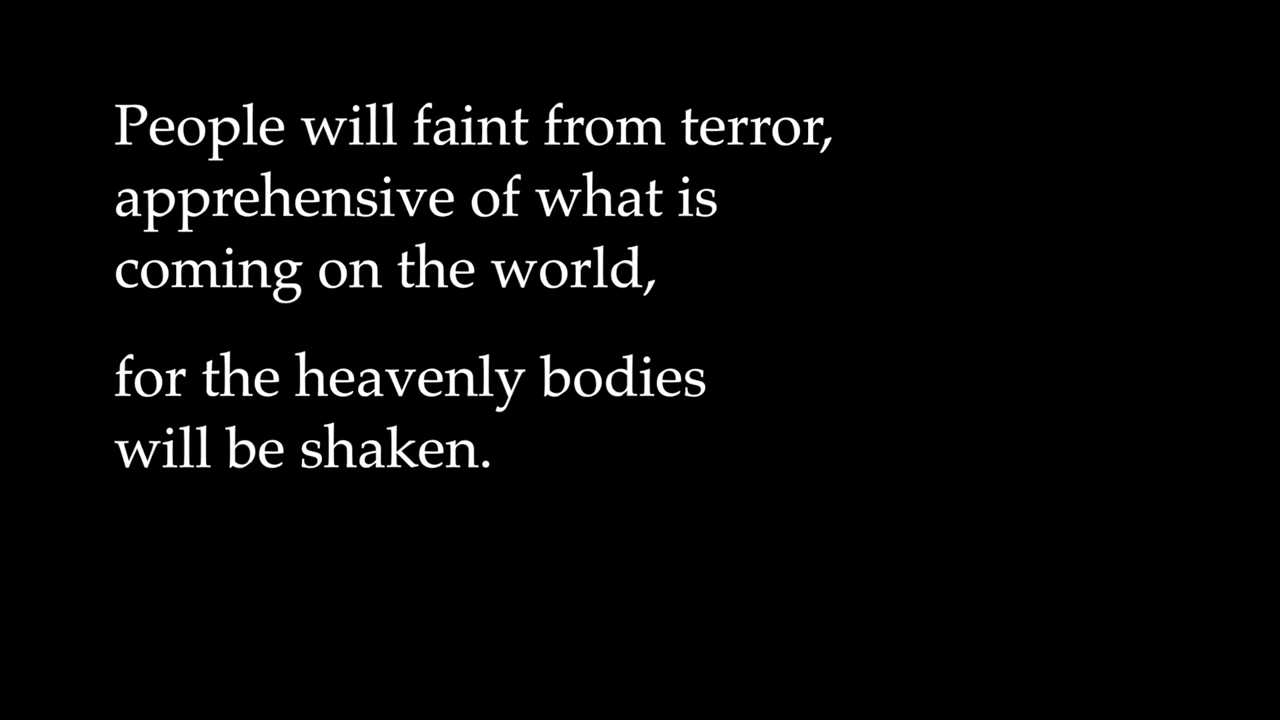 People will faint from terror,
apprehensive of what is
coming on the world,
for the heavenly bodies
will be shaken.